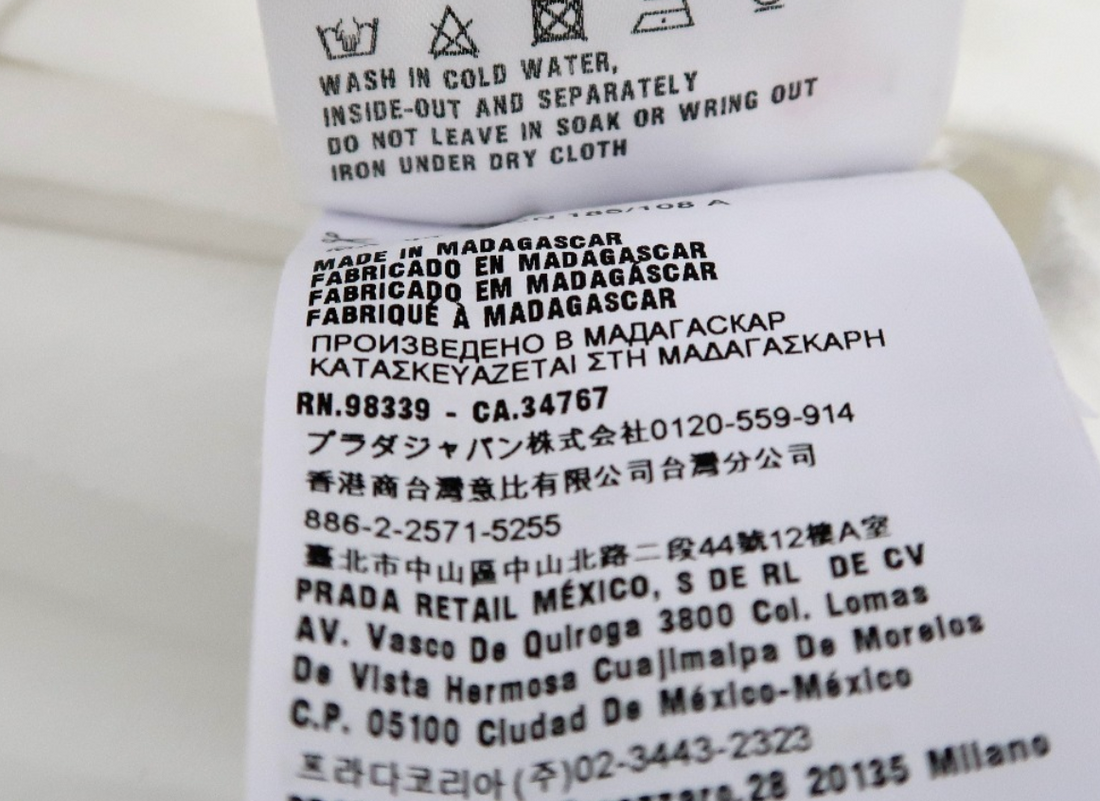 WASH IN COLD WATER,
INSIDE-OUT AND SEPARATELY
DO NOT LEAVE IN SOAK OR WRING OUT
IRON UNDER DRY CLOTH
MADE IN MADAGASCAR
FABRICADO EN MADAGASCAR
FABRICADO EM MADAGÁSCAR
FABRIQUÉ À MADAGASCAR
ПРОИЗВЕДЕНО В МАДАГАСКАР
ΚΑΤΑΣΚΕΥΑΖΕΤΑΙ ΣΤΗ ΜΑΔΑΓΑΣΚΑΡΗ
RN.98339 - CA.34767
プラダジャパン株式会社0120-559-914
香港商台灣意比有限公司台灣分公司
886-2-2571-5255
臺北市中山區中山北路二段44號12樓A室
PRADA RETAIL MÉXICO, S DE RL DE CV
AV. Vasco De Quiroga 3800 Col. Lomas
De Vista Hermosa Cuajimalpa De Morelos
C.P. 05100 Ciudad De México-México
프라다코리아(주)02-3443-2323
28 20135 Milano